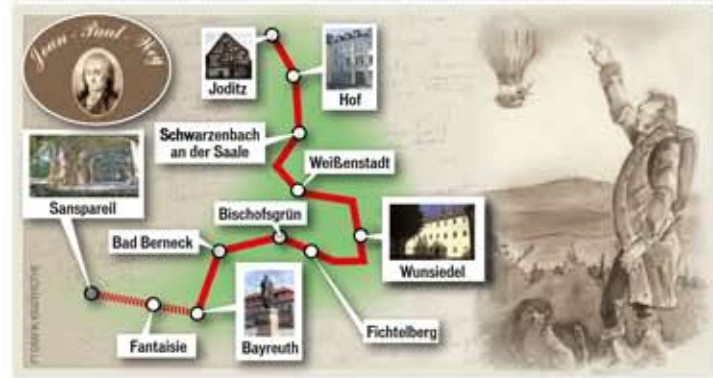 Jean-Paul-Weg
Joditz
Hof
Schwarzenbach
an der Saale
Weißenstadt
Sanspareil
Bischofsgrün
Bad Berneck
Wunsiedel
Fichtelberg
Fantaisie
Bayreuth